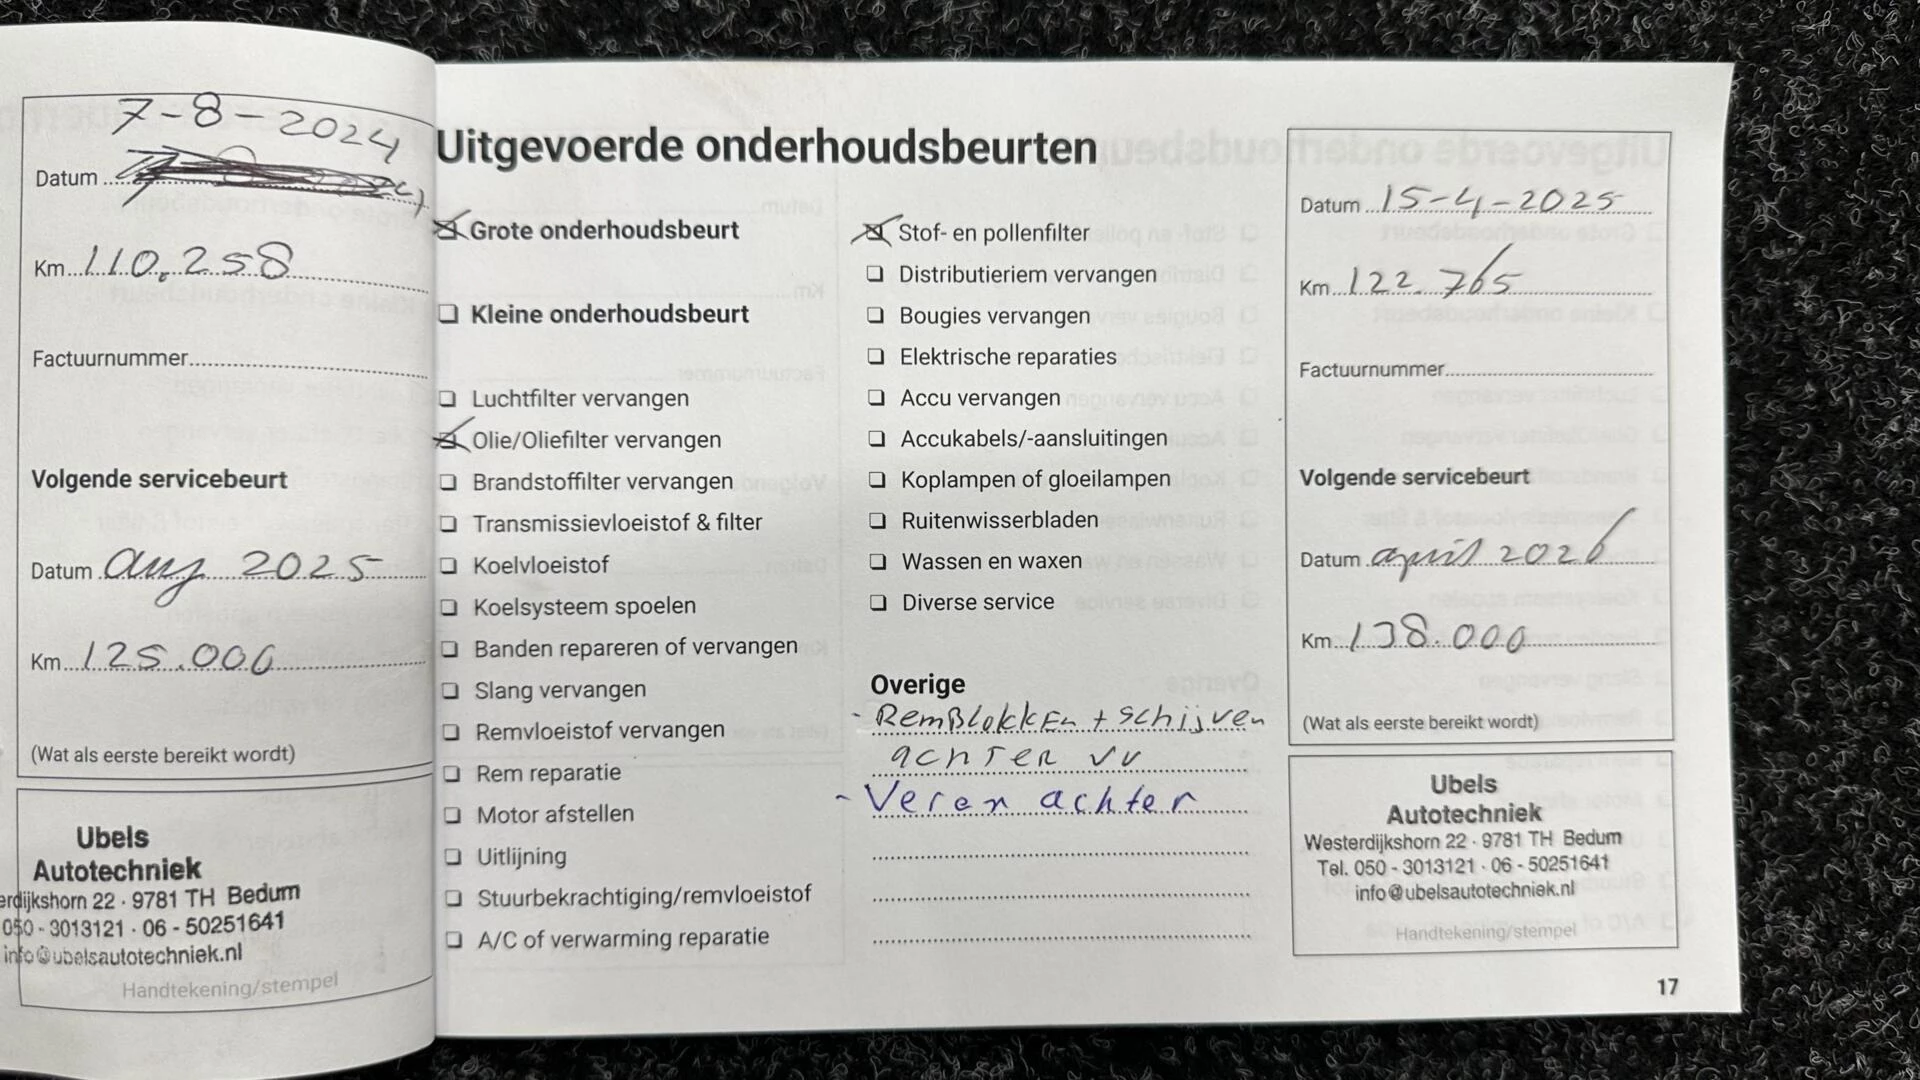 7-8-2024
Datum
Km 110.258
Factuurnummer
Volgende servicebeurt
Datum aug 2025
Km 125.000
(Wat als eerste bereikt wordt)
Ubels
Autotechniek
erdijkshorn 22 · 9781 TH Bedum
050 - 3013121 · 06 - 50251641
info@ubelsautotechniek.nl
Handtekening/stempel
Uitgevoerde onderhoudsbeurten
Grote onderhoudsbeurt
Kleine onderhoudsbeurt
Luchtfilter vervangen
Olie/Oliefilter vervangen
Brandstoffilter vervangen
Transmissievloeistof & filter
Koelvloeistof
Koelsysteem spoelen
Banden repareren of vervangen
Slang vervangen
Remvloeistof vervangen
Rem reparatie
Motor afstellen
Uitlijning
Stuurbekrachtiging/remvloeistof
A/C of verwarming reparatie
Stof- en pollenfilter
Distributieriem vervangen
Bougies vervangen
Elektrische reparaties
Accu vervangen
Accukabels/-aansluitingen
Koplampen of gloeilampen
Ruitenwisserbladen
Wassen en waxen
Diverse service
Overige
- Remblokken + schijven
achter vv
- Veren achter
Datum 15-4-2025
Km 122.765
Factuurnummer
Volgende servicebeurt
Datum april 2026
Km 138.000
(Wat als eerste bereikt wordt)
Ubels
Autotechniek
Westerdijkshorn 22 · 9781 TH Bedum
Tel. 050 - 3013121 · 06 - 50251641
info@ubelsautotechniek.nl
Handtekening/stempel
17